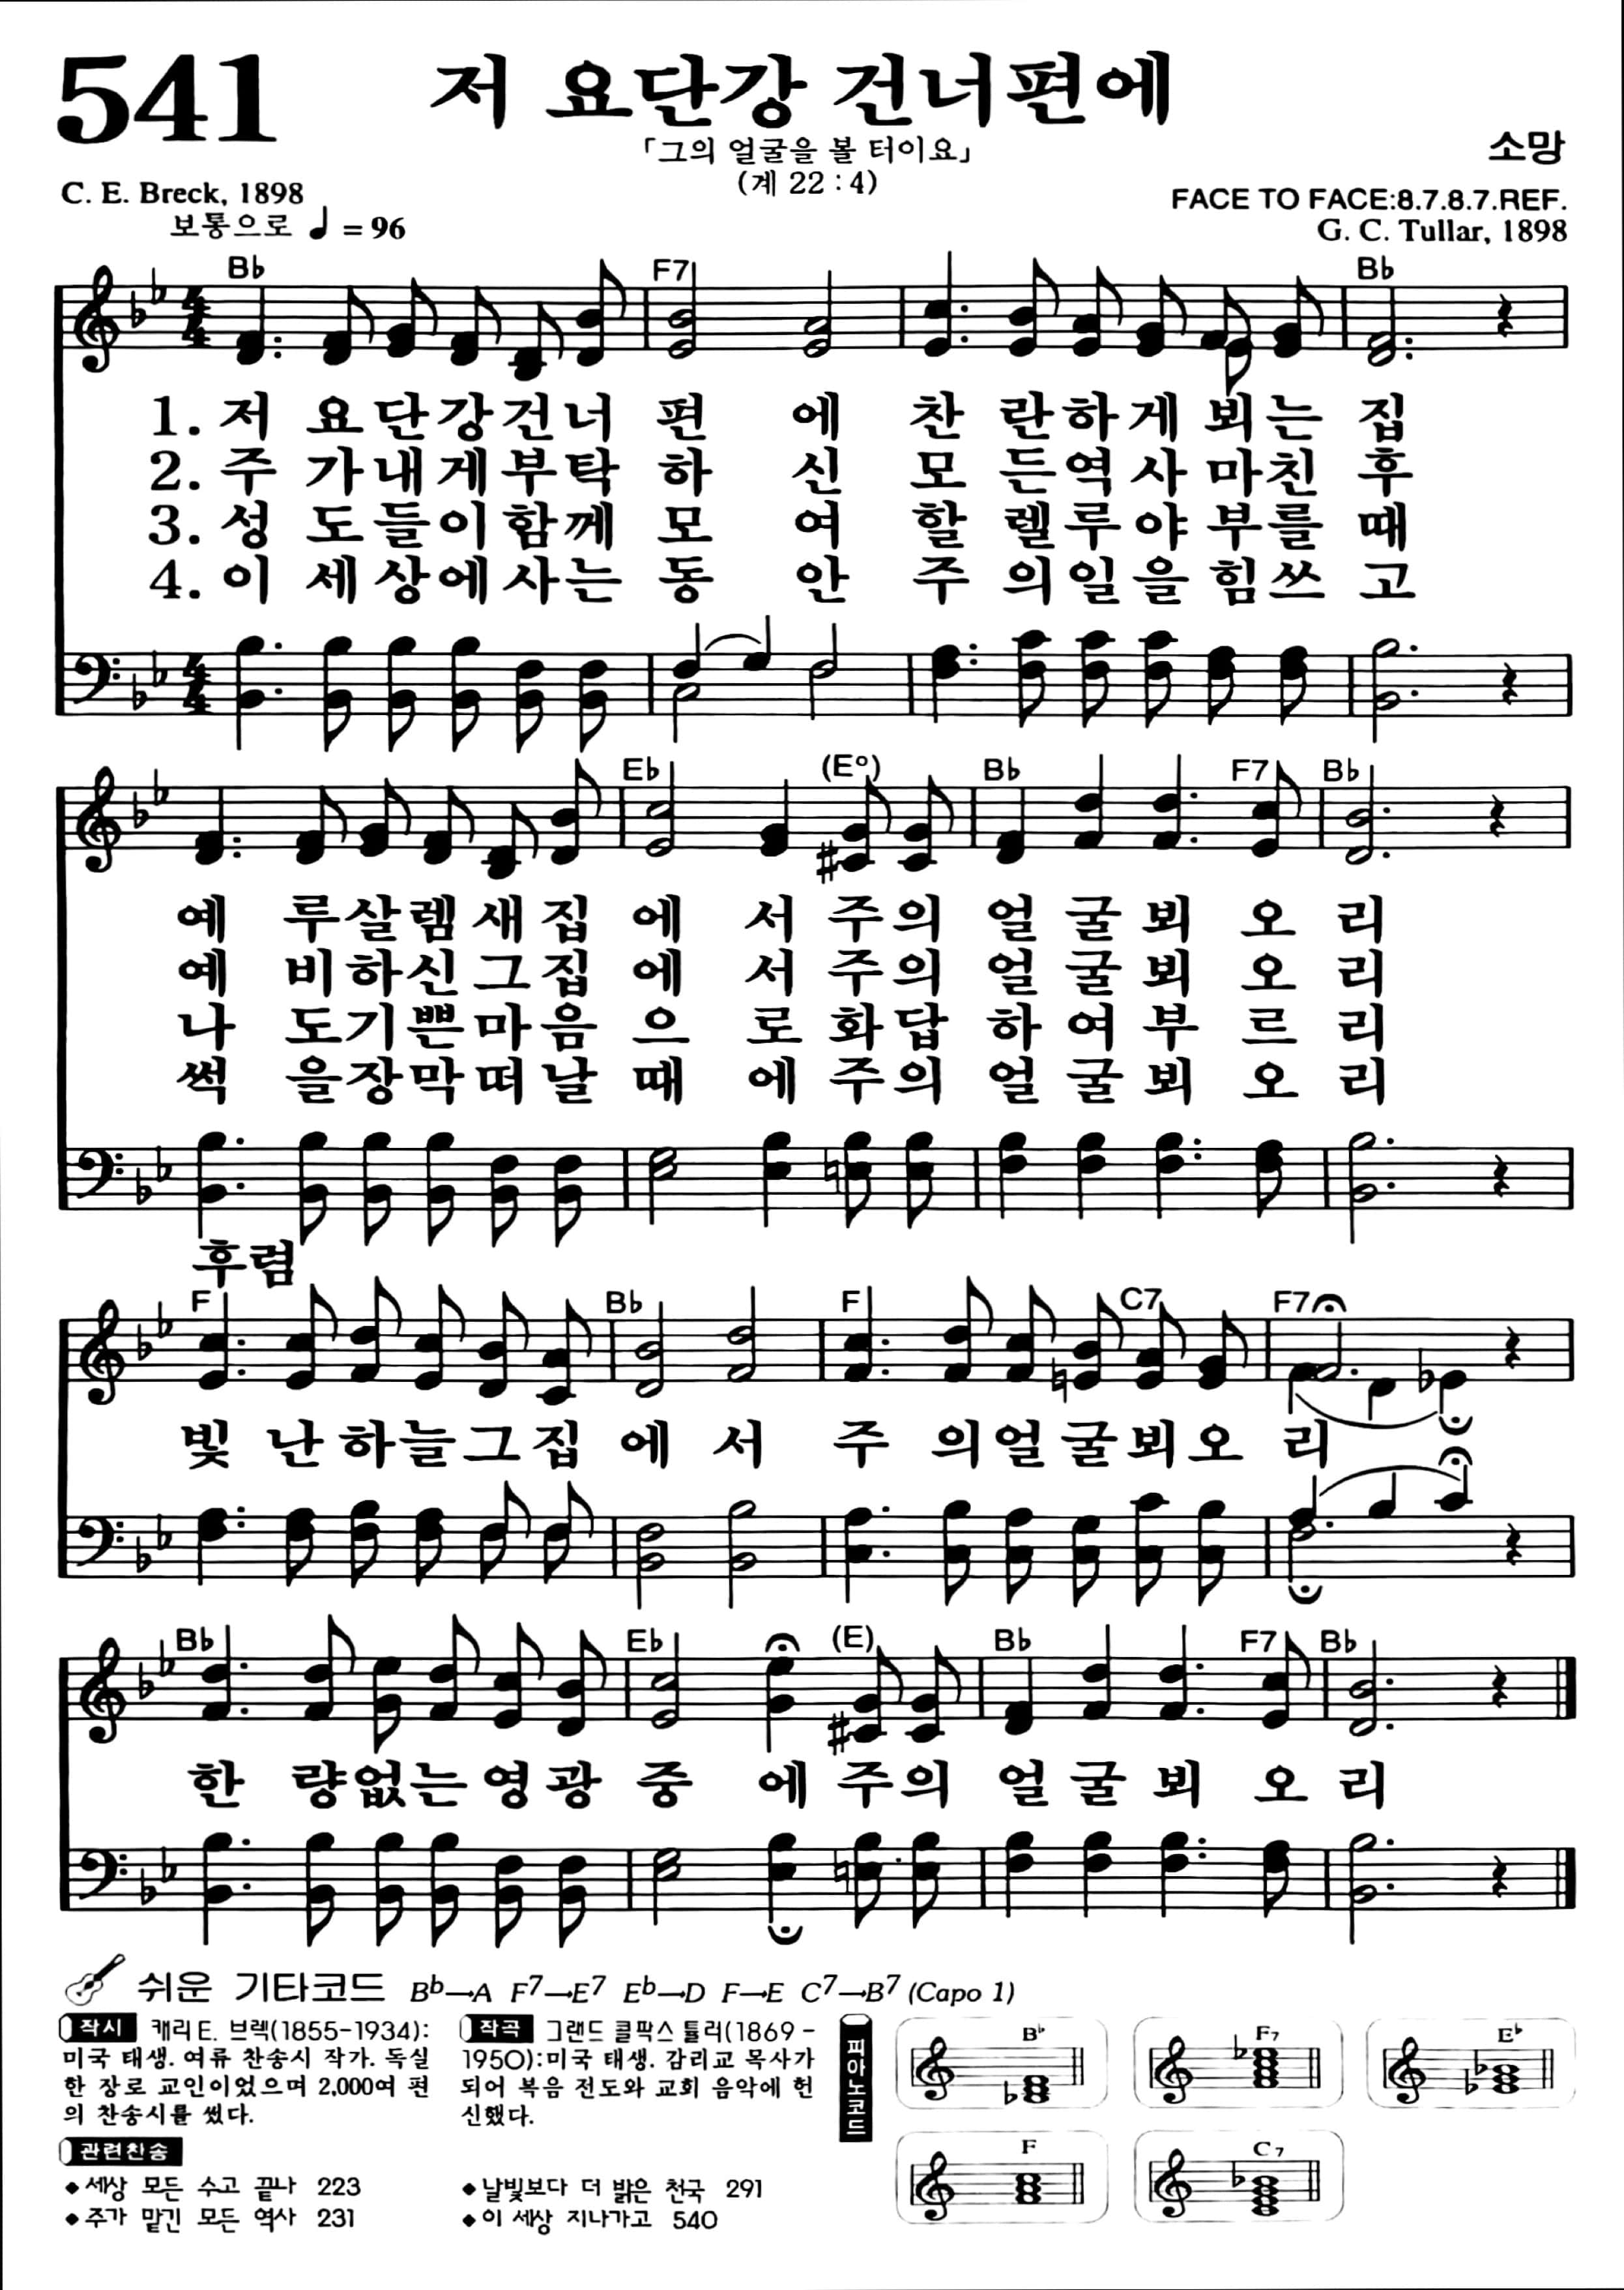 541
저 요단강 건너편에
「그의 얼굴을 볼 터이요」
(계 22 : 4)
소망
C. E. Breck, 1898
FACE TO FACE:8.7.8.7.REF.
보통으로 ♩ = 96
G. C. Tullar, 1898
B♭ F7 B♭
1. 저 요단강건너 편 에 찬 란하게 뵈는 집
2. 주 가내게부탁 하 신 모 든역사 마친 후
3. 성 도들이함께 모 여 할 렐루야 부를 때
4. 이 세상에사는 동 안 주 의일을 힘쓰 고
E♭ (E°) B♭ F7 B♭
예 루살렘새집 에 서 주의 얼 굴 뵈 오 리
예 비하신그집 에 서 주의 얼 굴 뵈 오 리
나 도기쁜마음 으 로 화답 하 여 부 르 리
썩 을장막떠날 때 에 주의 얼 굴 뵈 오 리
후렴
F B♭ F C7 F7
빛 난하늘그집 에 서 주 의얼굴뵈오 리
B♭ E♭ (E) B♭ F7 B♭
한 량없는영광 중 에 주의 얼 굴 뵈 오 리
쉬운 기타코드 Bb→A F7→E7 Eb→D F→E C7→B7 (Capo 1)
작시 캐리 E. 브렉(1855-1934):
미국 태생. 여류 찬송시 작가. 독실
한 장로 교인이었으며 2,000여 편
의 찬송시를 썼다.
작곡 그랜드 콜팍스 툴러(1869-
1950):미국 태생. 감리교 목사가
되어 복음 전도와 교회 음악에 헌
신했다.
피아노코드
B♭ F7 E♭
F C7
관련찬송
◆세상 모든 수고 끝나 223
◆주가 맡긴 모든 역사 231
◆날빛보다 더 밝은 천국 291
◆이 세상 지나가고 540